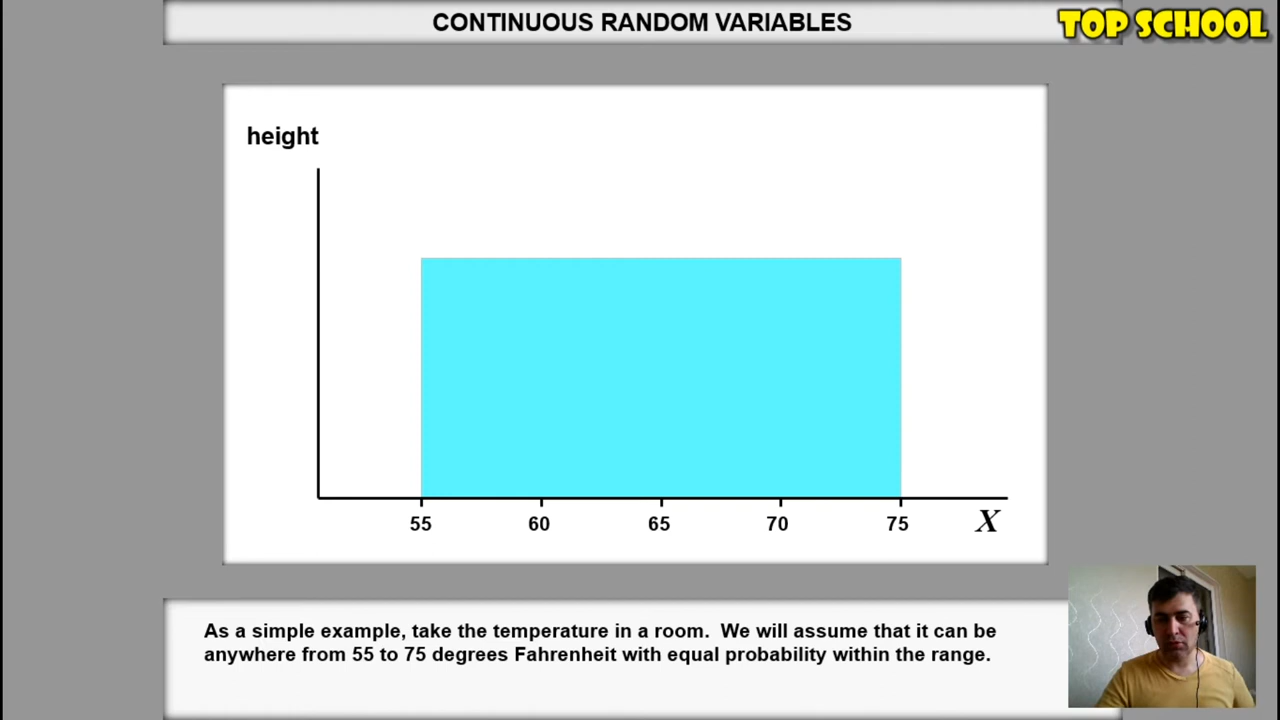 CONTINUOUS RANDOM VARIABLES
TOP SCHOOL
height
55 60 65 70 75 X
As a simple example, take the temperature in a room. We will assume that it can be
anywhere from 55 to 75 degrees Fahrenheit with equal probability within the range.